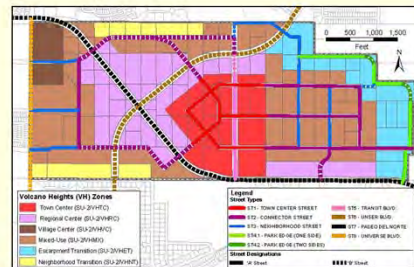 0 500 1,000 1,500
Feet
Volcano Heights (VH) Zones
Town Center (SU-2/VHTC)
Regional Center (SU-2/VHRC)
Village Center (SU-2/VHVC)
Mixed-Use (SU-2/VHMX)
Escarpment Transition (SU-2/VHET)
Neighborhood Transition (SU-2/VHNT)
Legend
Street Types
ST1 - TOWN CENTER STREET
ST2 - CONNECTOR STREET
ST3 - NEIGHBORHOOD STREET
ST4.1 - PARK EDGE (ONE SIDE)
ST4.2 - PARK EDGE (TWO SIDES)
ST5 - TRANSIT BLVD.
ST6 - UNSER BLVD.
ST7 - PASEO DEL NORTE
ST8 - UNIVERSE BLVD.
Street Designations
'A' Street
'B' Street